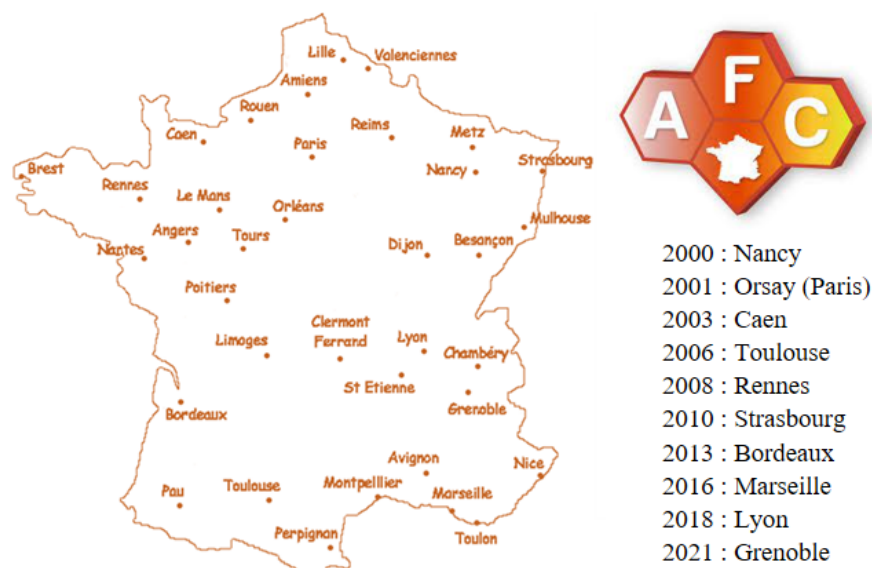 Lille
Valenciennes
Amiens
Rouen
Caen
Reims
Paris
Metz
Nancy
Strasbourg
Brest
Rennes
Le Mans
Orléans
Mulhouse
Angers
Nantes
Tours
Dijon
Besançon
Poitiers
Limoges
Clermont
Ferrand
Lyon
Chambéry
St Etienne
Grenoble
Bordeaux
Avignon
Nice
Pau
Toulouse
Montpelllier
Marseille
Toulon
Perpignan
A F C
2000 : Nancy
2001 : Orsay (Paris)
2003 : Caen
2006 : Toulouse
2008 : Rennes
2010 : Strasbourg
2013 : Bordeaux
2016 : Marseille
2018 : Lyon
2021 : Grenoble